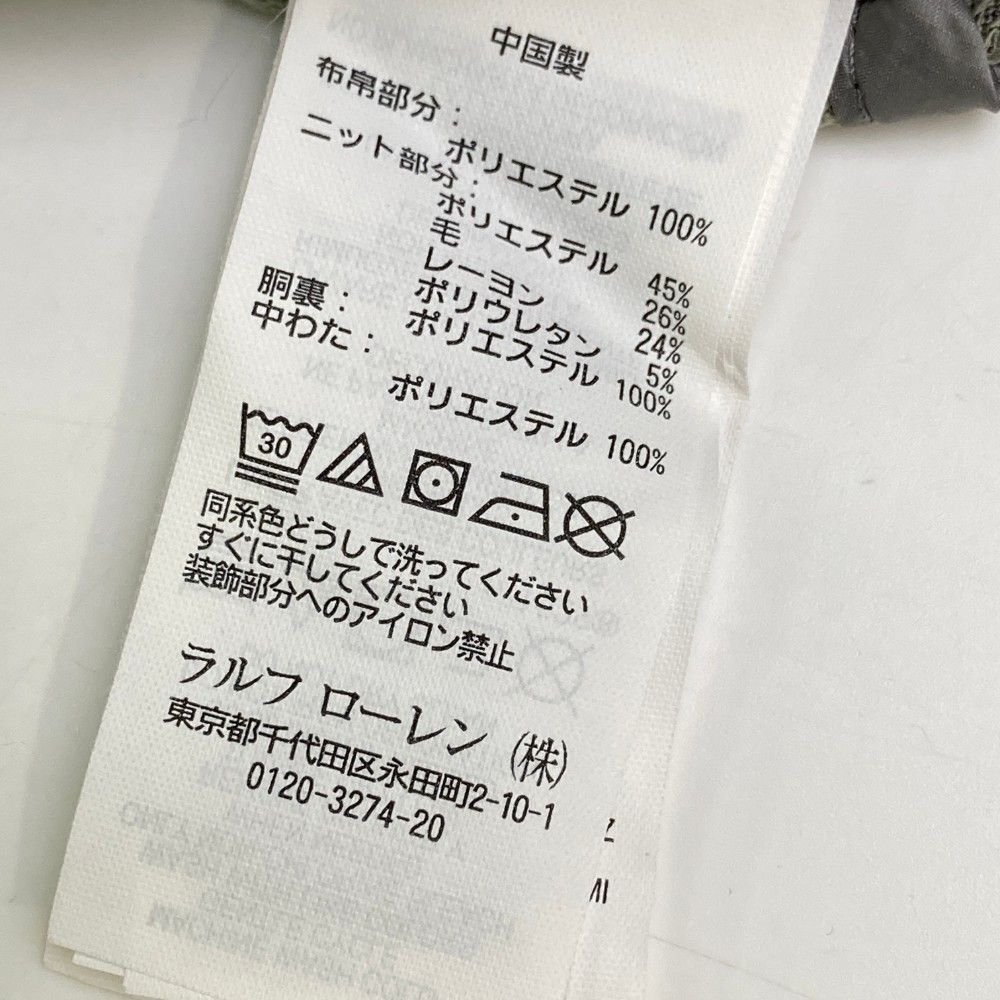 中国製
布帛部分：
ポリエステル 100%
ニット部分：
ポリエステル 45%
毛 26%
レーヨン 24%
ポリウレタン 5%
胴裏： ポリエステル 100%
中わた：
ポリエステル 100%
30
同系色どうしで洗ってください
すぐに干してください
装飾部分へのアイロン禁止
ラルフ ローレン（株）
東京都千代田区永田町2-10-1
0120-3274-20